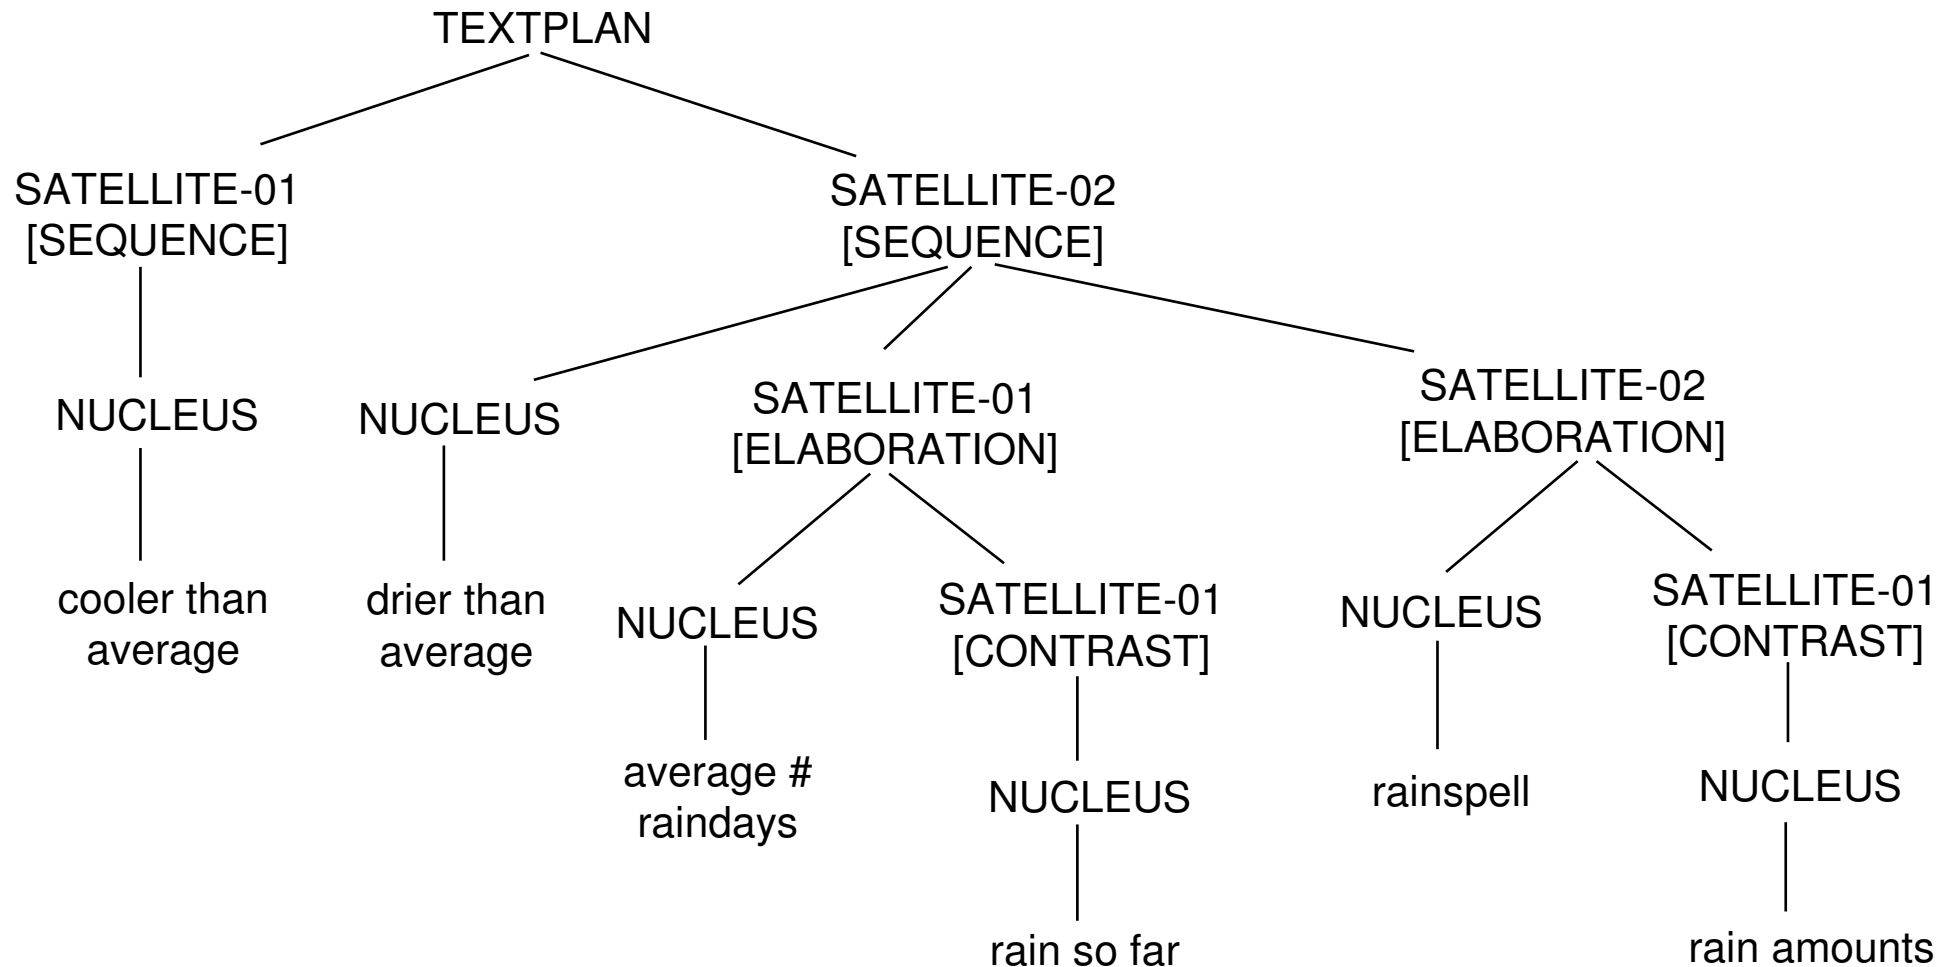 TEXTPLAN
SATELLITE-01
[SEQUENCE]
SATELLITE-02
[SEQUENCE]
NUCLEUS
NUCLEUS
SATELLITE-01
[ELABORATION]
SATELLITE-02
[ELABORATION]
cooler than
average
drier than
average
NUCLEUS
SATELLITE-01
[CONTRAST]
NUCLEUS
SATELLITE-01
[CONTRAST]
average #
raindays
NUCLEUS
rainspell
NUCLEUS
rain so far
rain amounts